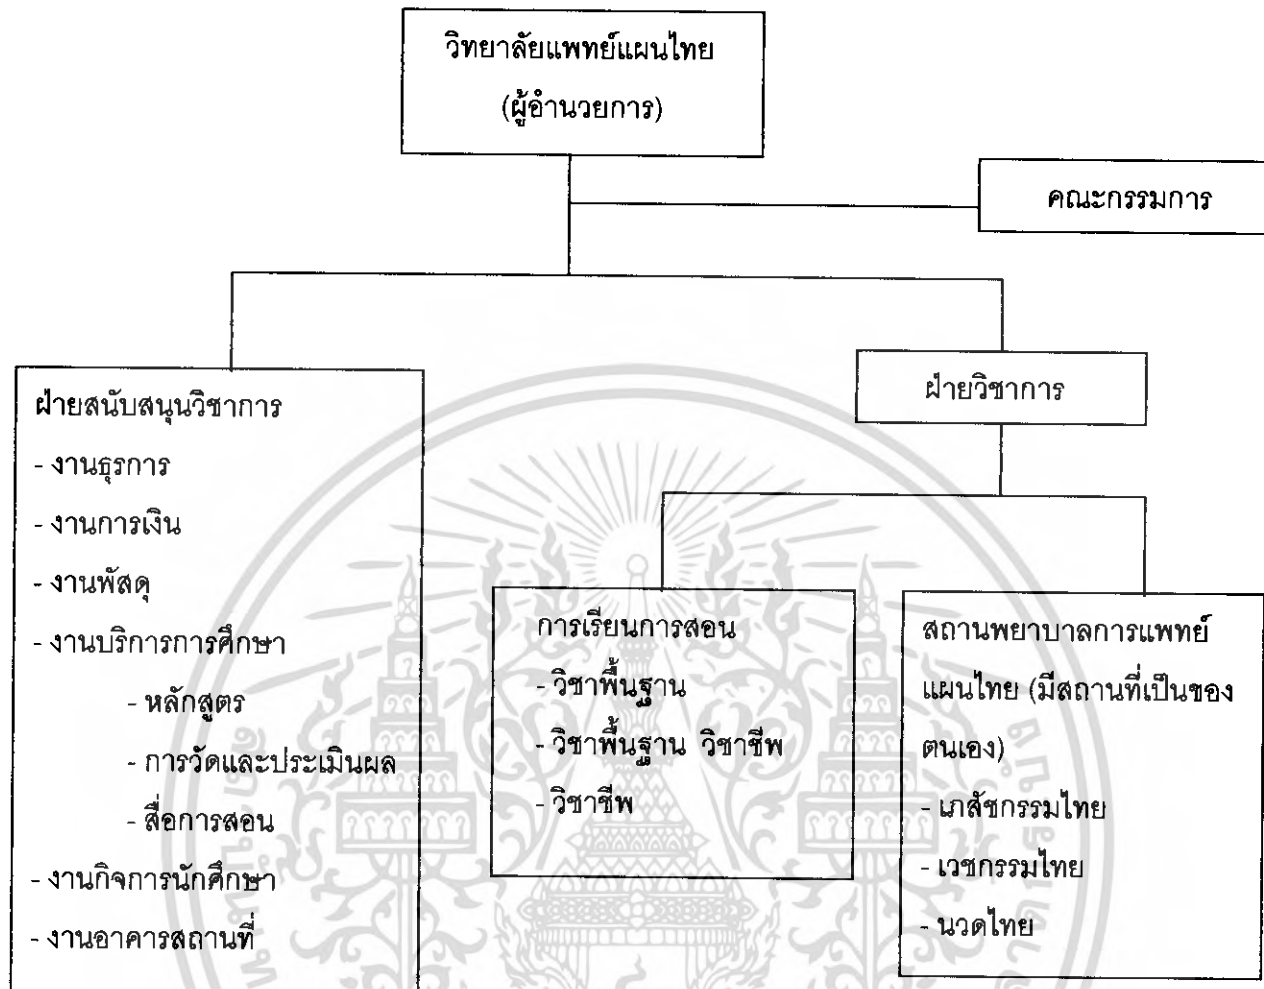 วิทยาลัยแพทย์แผนไทย
(ผู้อำนวยการ)
คณะกรรมการ
ฝ่ายสนับสนุนวิชาการ
- งานธุรการ
- งานการเงิน
- งานพัสดุ
- งานบริการการศึกษา
- หลักสูตร
- การวัดและประเมินผล
- สื่อการสอน
- งานกิจการนักศึกษา
- งานอาคารสถานที่
ฝ่ายวิชาการ
การเรียนการสอน
- วิชาพื้นฐาน
- วิชาพื้นฐาน วิชาชีพ
- วิชาชีพ
สถานพยาบาลการแพทย์
แผนไทย (มีสถานที่เป็นของ
ตนเอง)
- เภสัชกรรมไทย
- เวชกรรมไทย
- นวดไทย